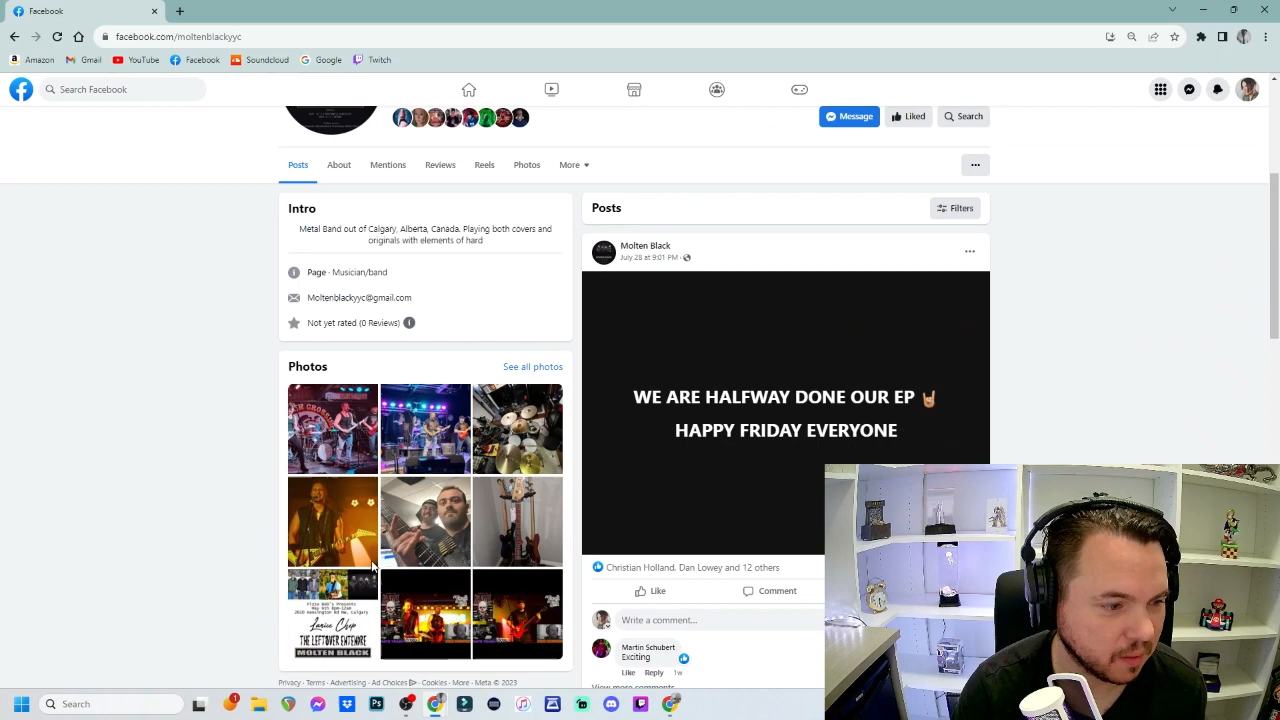 Facebook
facebook.com/moltenblackyyc
Amazon
Gmail
YouTube
Facebook
Soundcloud
Google
Twitch
Search Facebook
Message
Liked
Search
Posts
About
Mentions
Reviews
Reels
Photos
More
Intro
Metal Band out of Calgary, Alberta, Canada. Playing both covers and
originals with elements of hard
Page · Musician/band
Moltenblackyyc@gmail.com
Not yet rated (0 Reviews)
Photos
See all photos
Pizza Bob's Presents
May 6th 8pm-12am
2610 Kensington Rd NW, Calgary
THE LEFTOVER ENTENDRE
MOLTEN BLACK
Privacy · Terms · Advertising · Ad Choices · Cookies · More · Meta © 2023
Posts
Filters
Molten Black
July 28 at 9:01 PM ·
WE ARE HALFWAY DONE OUR EP 🤘🏼
HAPPY FRIDAY EVERYONE
Christian Holland, Dan Lowey and 12 others
Like
Comment
Write a comment...
Martin Schubert
Exciting
Like Reply 1w
View more comments
Search
1